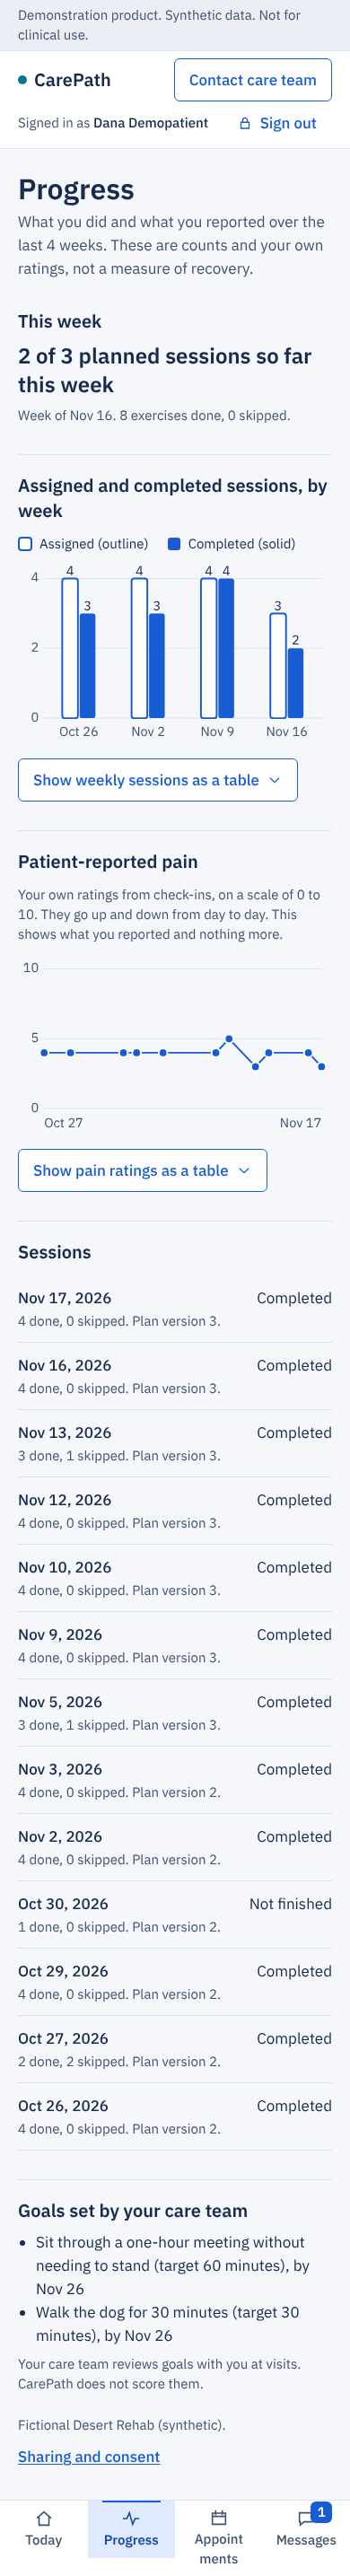 Demonstration product. Synthetic data. Not for
clinical use.
CarePath
Contact care team
Signed in as Dana Demopatient
Sign out
Progress
What you did and what you reported over the
last 4 weeks. These are counts and your own
ratings, not a measure of recovery.
This week
2 of 3 planned sessions so far
this week
Week of Nov 16. 8 exercises done, 0 skipped.
Assigned and completed sessions, by
week
Assigned (outline) Completed (solid)
4 4 3 4 3 4 4 3 2
2
0
Oct 26 Nov 2 Nov 9 Nov 16
Show weekly sessions as a table
Patient-reported pain
Your own ratings from check-ins, on a scale of 0 to
10. They go up and down from day to day. This
shows what you reported and nothing more.
10
5
0
Oct 27 Nov 17
Show pain ratings as a table
Sessions
Nov 17, 2026 Completed
4 done, 0 skipped. Plan version 3.
Nov 16, 2026 Completed
4 done, 0 skipped. Plan version 3.
Nov 13, 2026 Completed
3 done, 1 skipped. Plan version 3.
Nov 12, 2026 Completed
4 done, 0 skipped. Plan version 3.
Nov 10, 2026 Completed
4 done, 0 skipped. Plan version 3.
Nov 9, 2026 Completed
4 done, 0 skipped. Plan version 3.
Nov 5, 2026 Completed
3 done, 1 skipped. Plan version 3.
Nov 3, 2026 Completed
4 done, 0 skipped. Plan version 2.
Nov 2, 2026 Completed
4 done, 0 skipped. Plan version 2.
Oct 30, 2026 Not finished
1 done, 0 skipped. Plan version 2.
Oct 29, 2026 Completed
4 done, 0 skipped. Plan version 2.
Oct 27, 2026 Completed
2 done, 2 skipped. Plan version 2.
Oct 26, 2026 Completed
4 done, 0 skipped. Plan version 2.
Goals set by your care team
• Sit through a one-hour meeting without
needing to stand (target 60 minutes), by
Nov 26
• Walk the dog for 30 minutes (target 30
minutes), by Nov 26
Your care team reviews goals with you at visits.
CarePath does not score them.
Fictional Desert Rehab (synthetic).
Sharing and consent
1
Today Progress Appoint Messages
ments